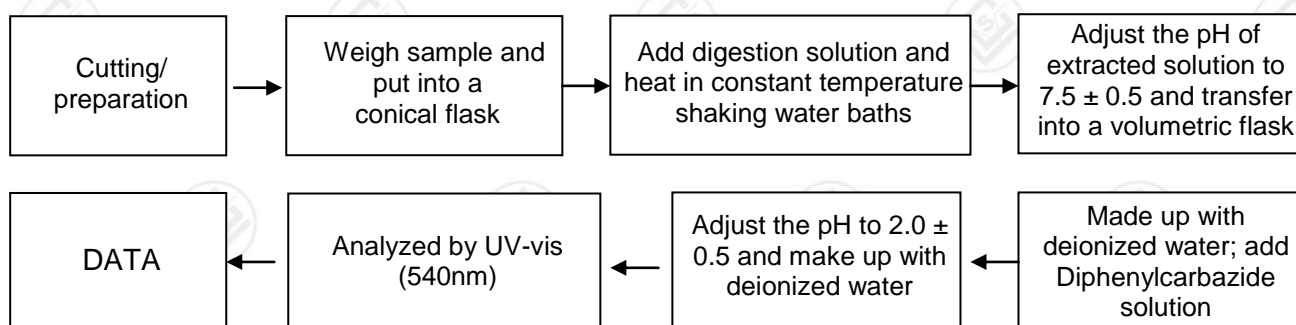 Cutting/
preparation
Weigh sample and
put into a
conical flask
Add digestion solution and
heat in constant temperature
shaking water baths
Adjust the pH of
extracted solution to
7.5 ± 0.5 and transfer
into a volumetric flask
Made up with
deionized water; add
Diphenylcarbazide
solution
Adjust the pH to 2.0 ±
0.5 and make up with
deionized water
Analyzed by UV-vis
(540nm)
DATA